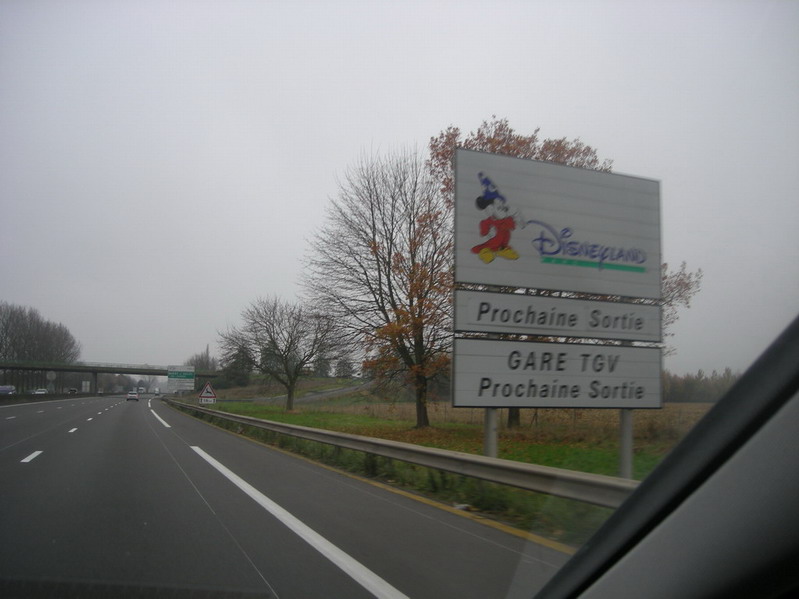 DISNEYLAND
Prochaine Sortie
GARE TGV
Prochaine Sortie